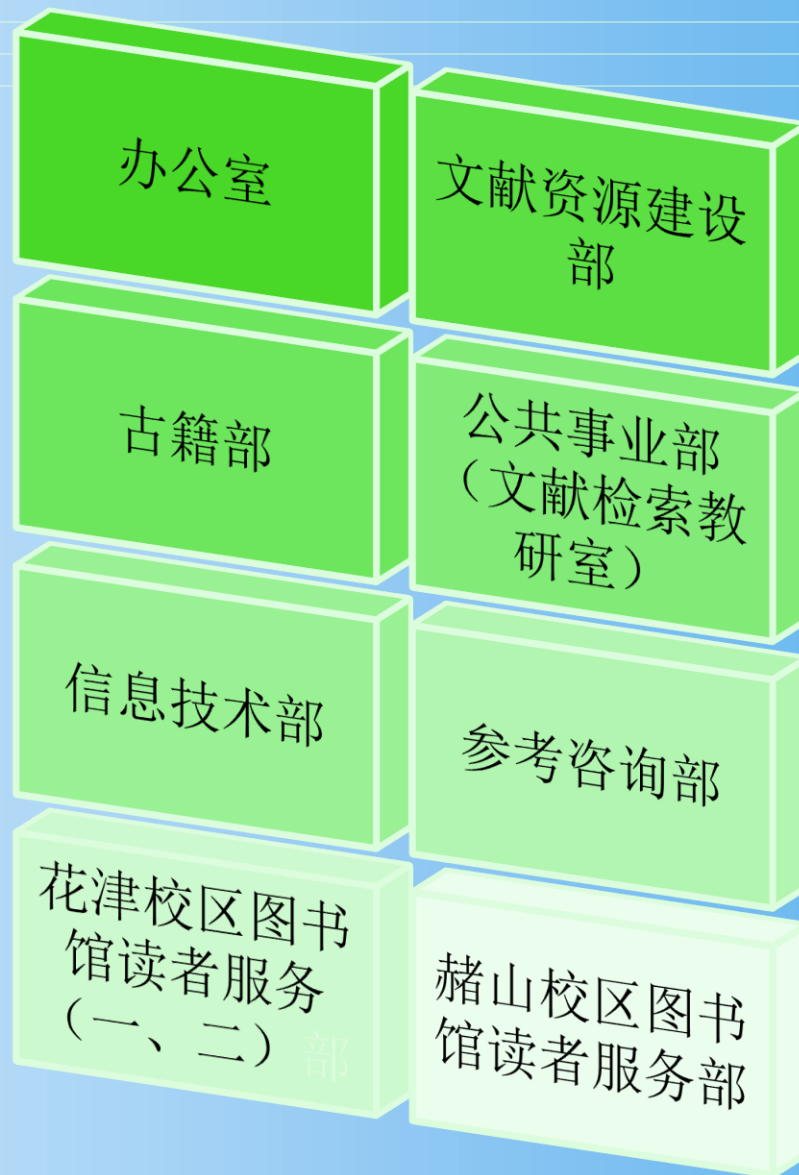 办公室
文献资源建设
部
古籍部
公共事业部
（文献检索教
研室）
信息技术部
参考咨询部
花津校区图书
馆读者服务
（一、二）部
赭山校区图书
馆读者服务部